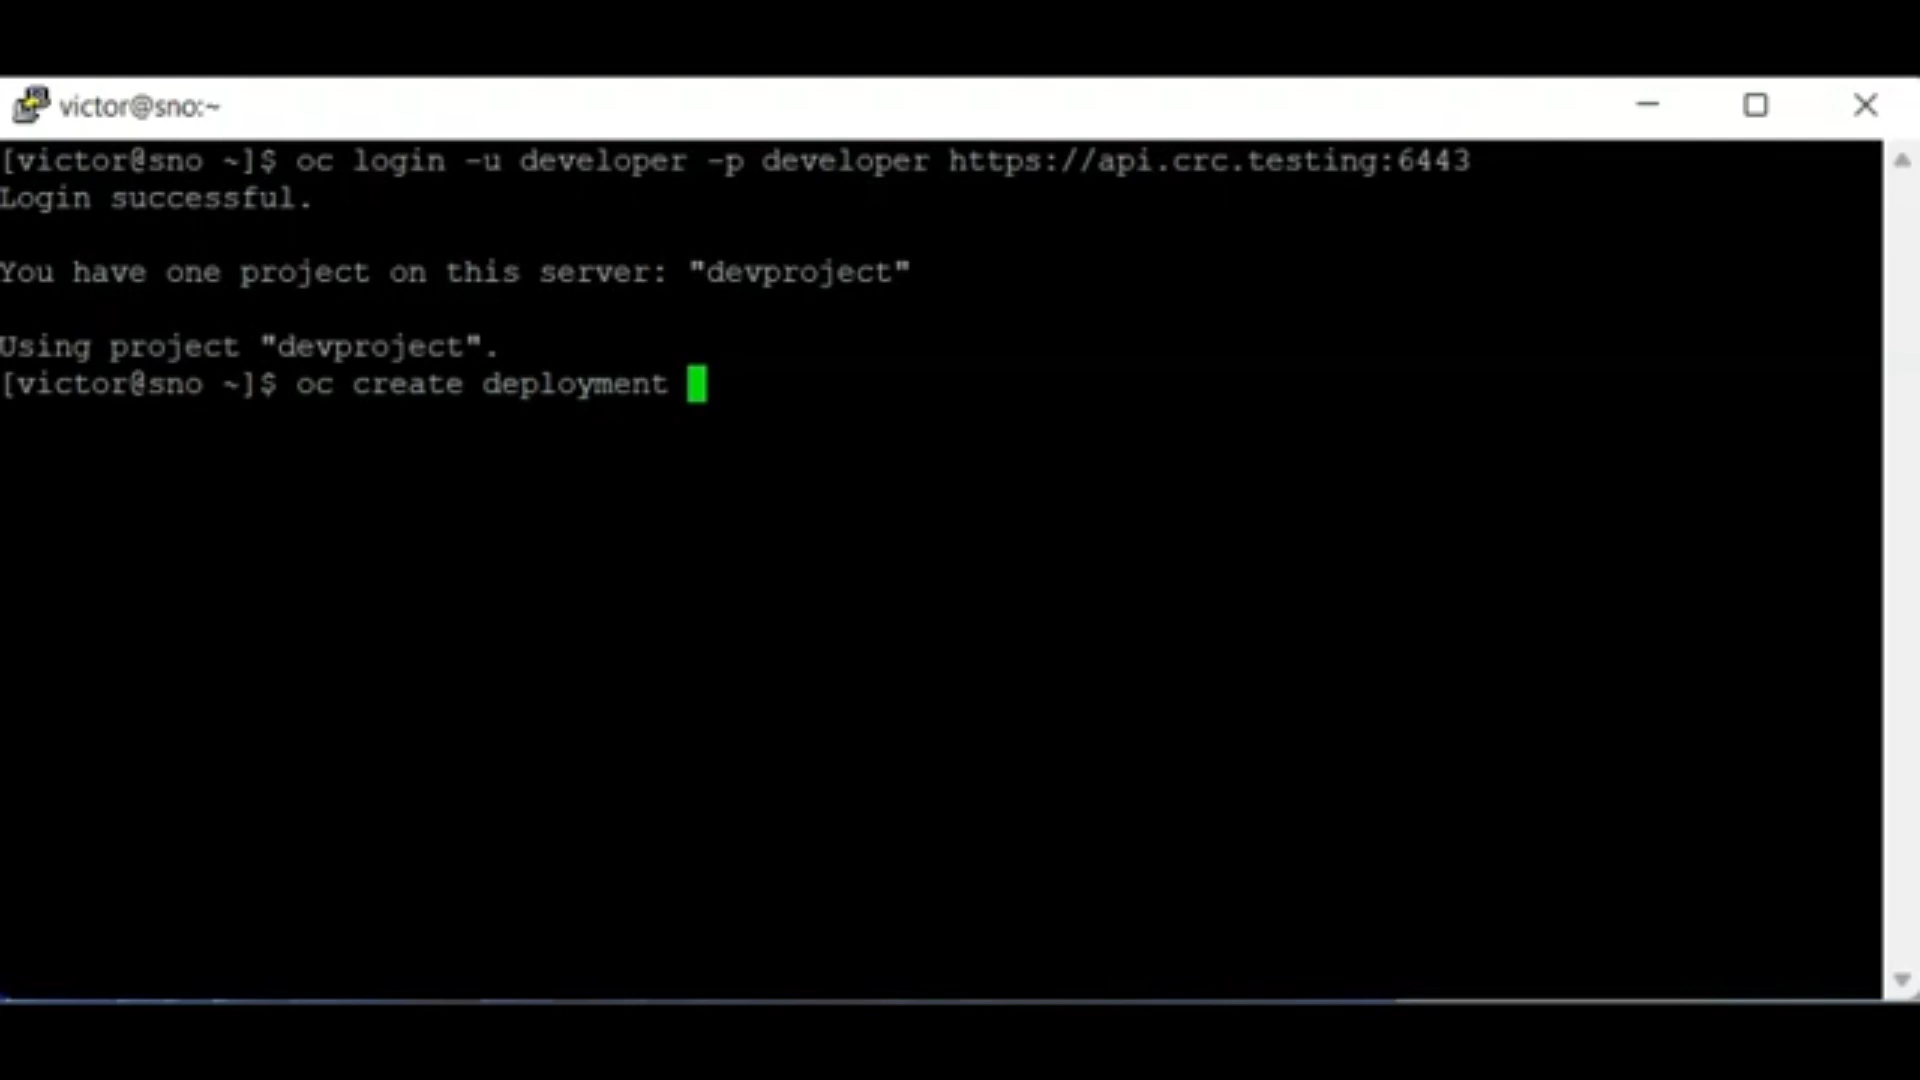 victor@sno:~
[victor@sno ~]$ oc login -u developer -p developer https://api.crc.testing:6443
Login successful.
You have one project on this server: "devproject"
Using project "devproject".
[victor@sno ~]$ oc create deployment